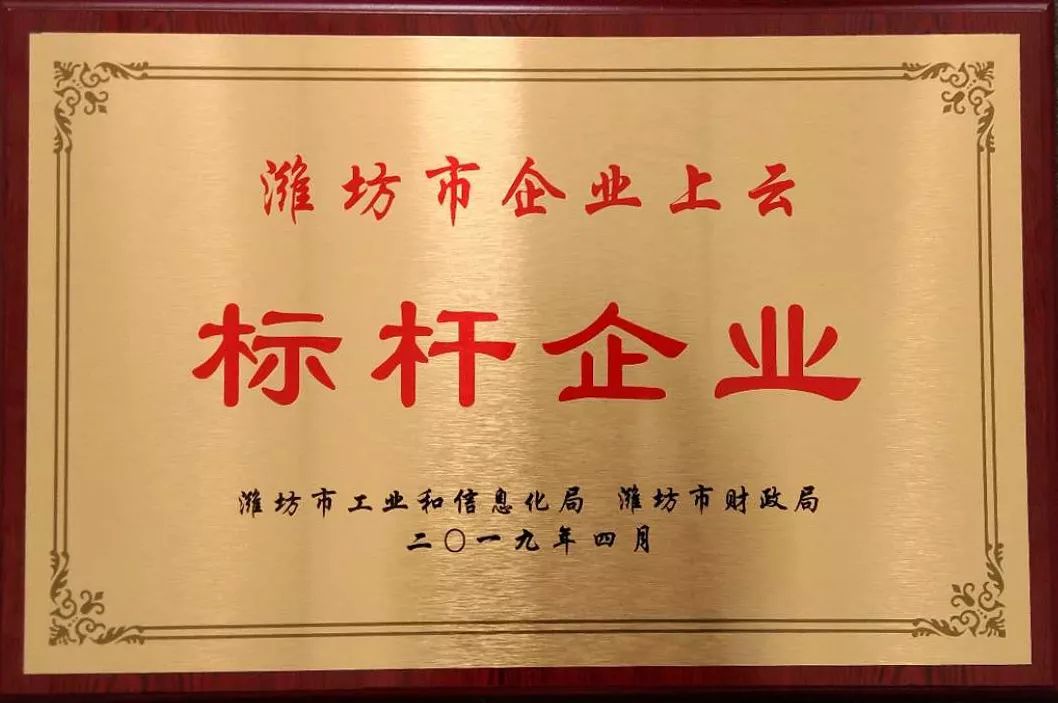 潍坊市企业上云
标杆企业
潍坊市工业和信息化局 潍坊市财政局
二〇一九年四月